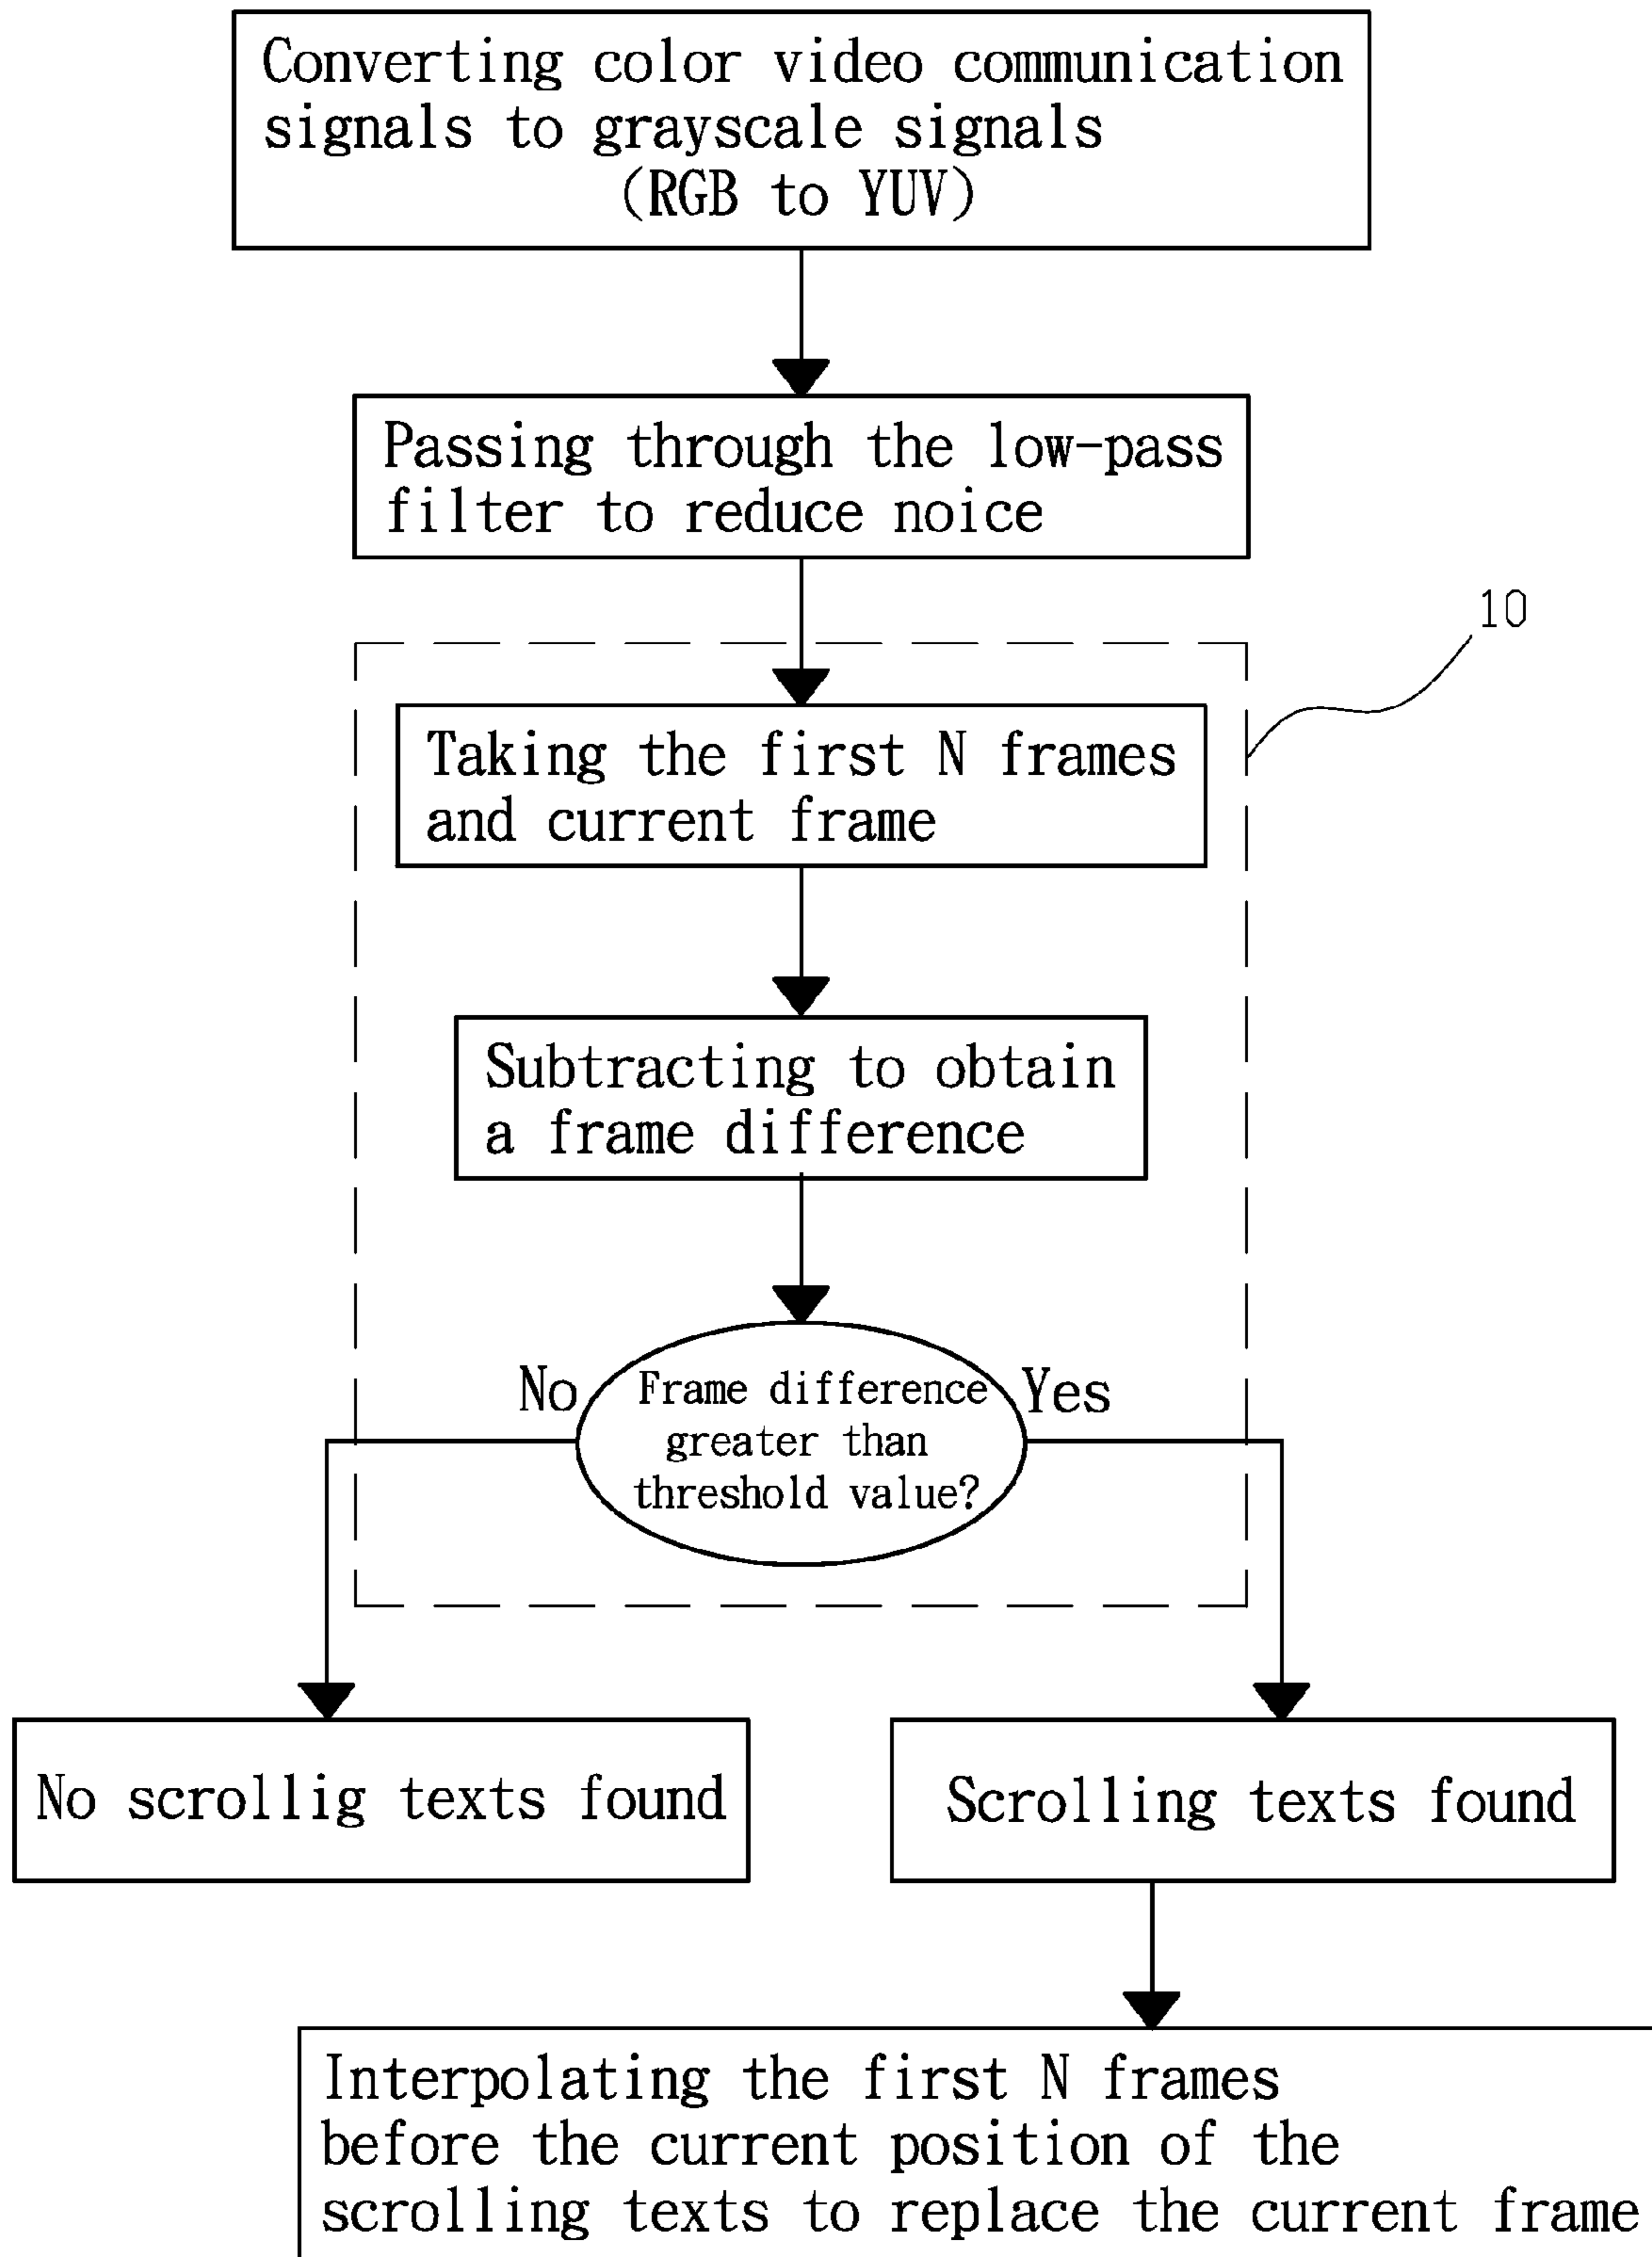 Converting color video communication
signals to grayscale signals
(RGB to YUV)
Passing through the low-pass
filter to reduce noice
10
Taking the first N frames
and current frame
Subtracting to obtain
a frame difference
No
Frame difference
greater than
threshold value?
Yes
No scrollig texts found
Scrolling texts found
Interpolating the first N frames
before the current position of the
scrolling texts to replace the current frame